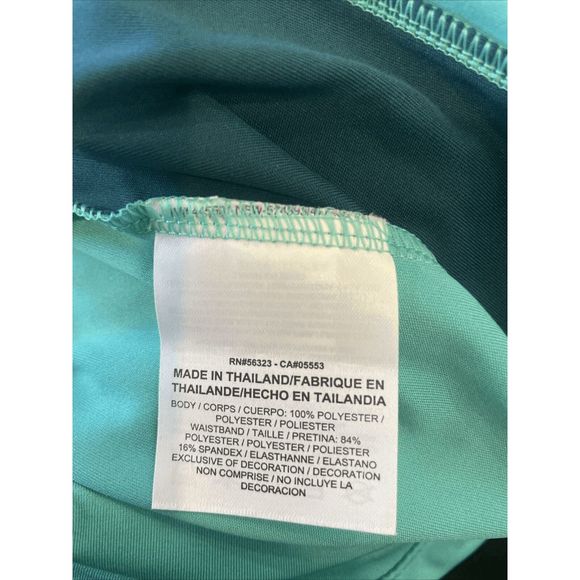 RN#56323 - CA#05553
MADE IN THAILAND/FABRIQUE EN
THAILANDE/HECHO EN TAILANDIA
BODY / CORPS / CUERPO: 100% POLYESTER /
POLYESTER / POLIESTER
WAISTBAND / TAILLE / PRETINA: 84%
POLYESTER / POLYESTER / POLIESTER
16% SPANDEX / ELASTHANNE / ELASTANO
EXCLUSIVE OF DECORATION / DECORATION
NON COMPRISE / NO INCLUYE LA
DECORACION